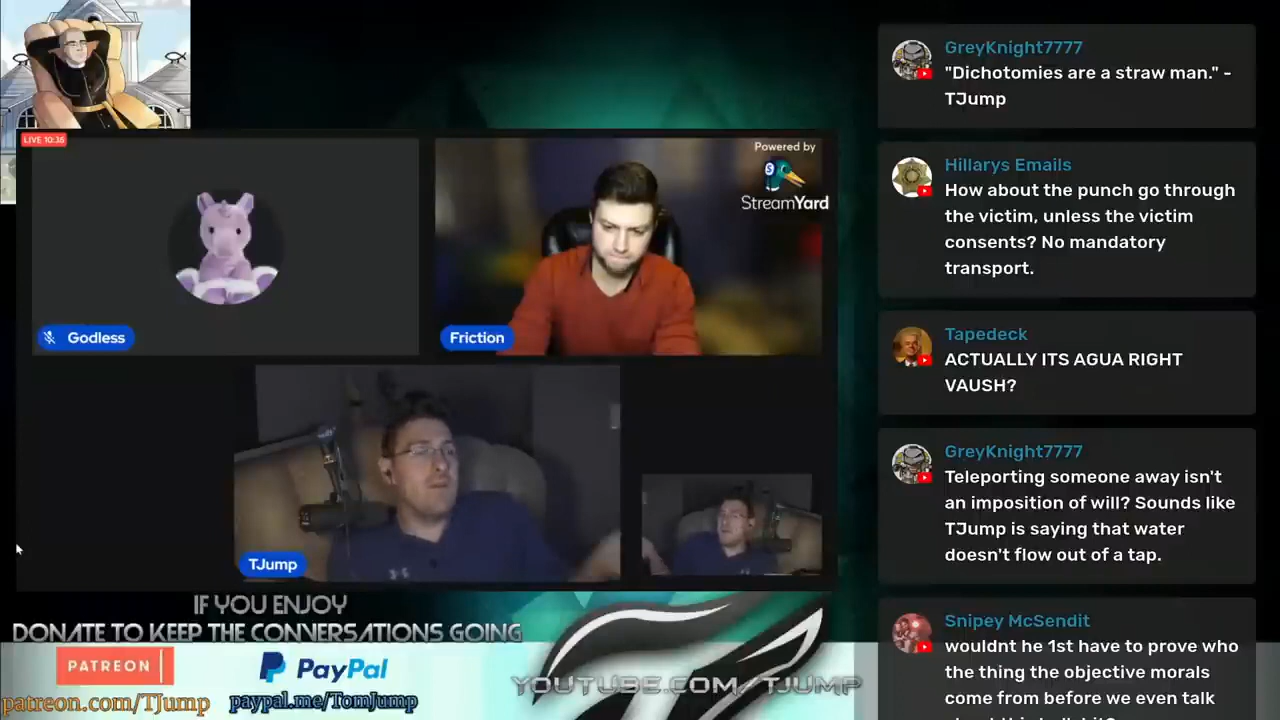 LIVE 10:36
Powered by
StreamYard
Godless
Friction
TJump
IF YOU ENJOY
DONATE TO KEEP THE CONVERSATIONS GOING
PATREON
PayPal
patreon.com/TJump
paypal.me/TomJump
YOUTUBE.COM/TJUMP
GreyKnight7777
"Dichotomies are a straw man." -
TJump
Hillarys Emails
How about the punch go through
the victim, unless the victim
consents? No mandatory
transport.
Tapedeck
ACTUALLY ITS AGUA RIGHT
VAUSH?
GreyKnight7777
Teleporting someone away isn't
an imposition of will? Sounds like
TJump is saying that water
doesn't flow out of a tap.
Snipey McSendit
wouldnt he 1st have to prove who
the thing the objective morals
come from before we even talk